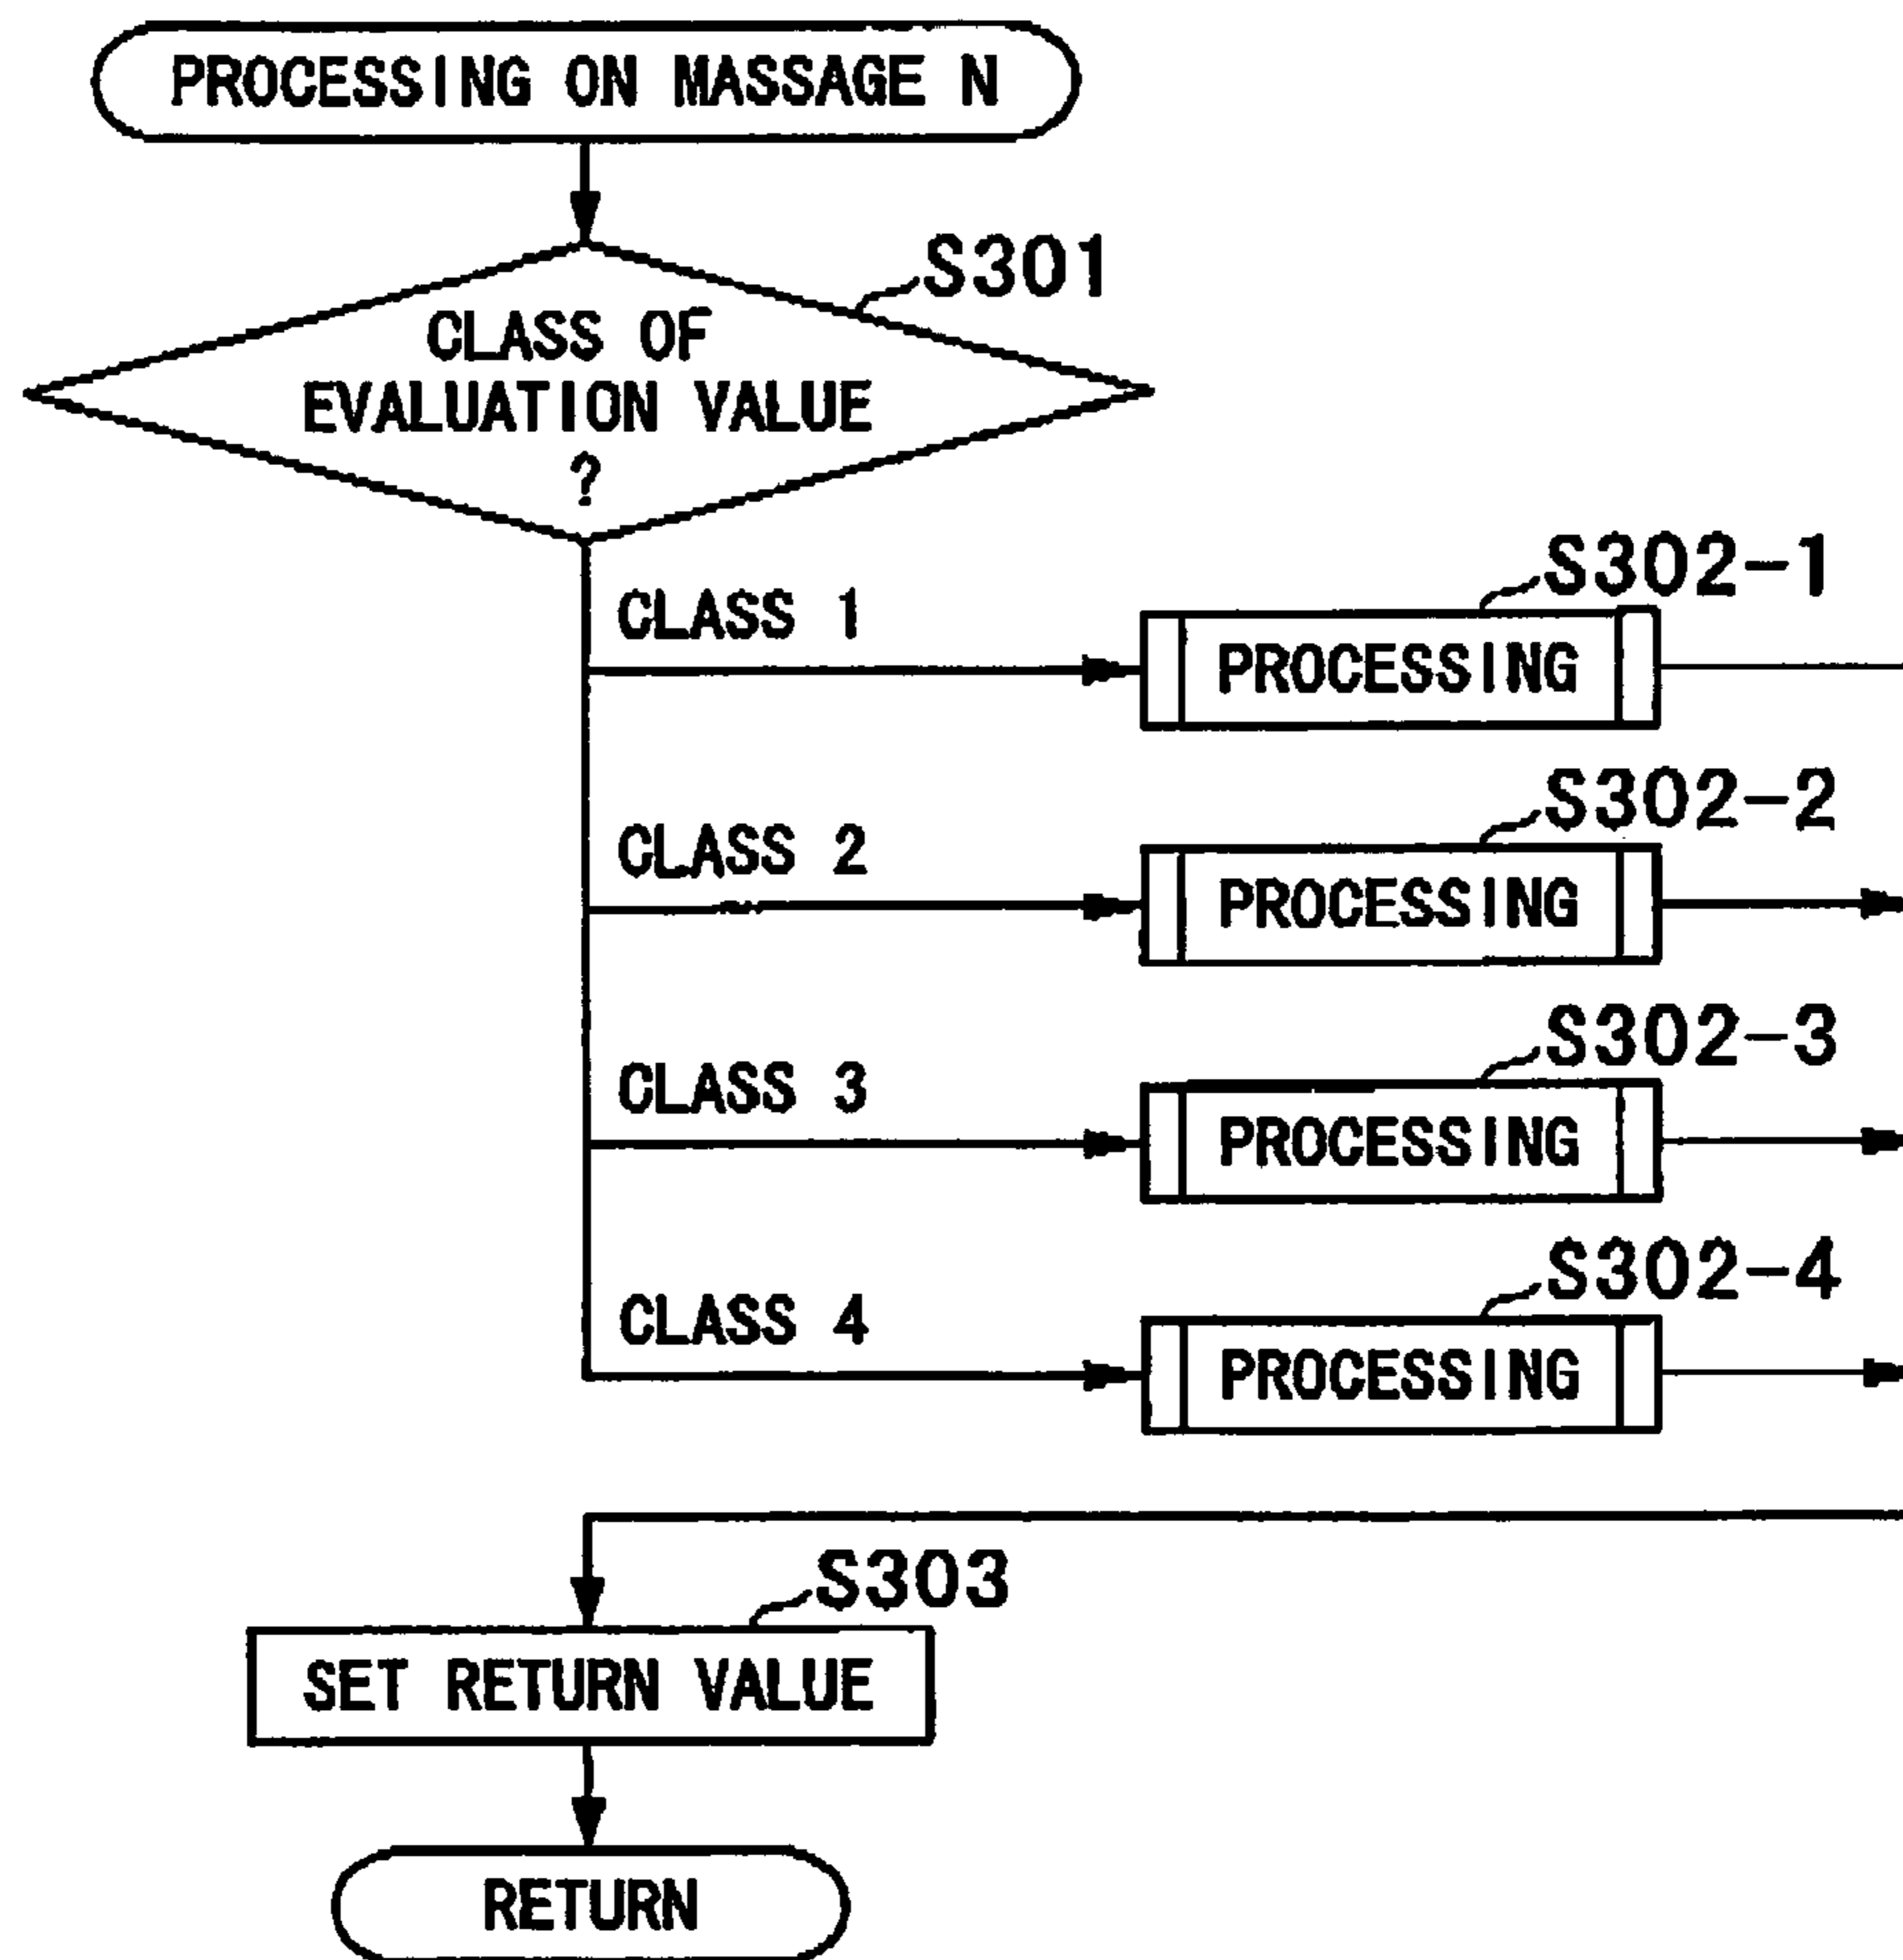 PROCESSING ON MASSAGE N
S301
CLASS OF
EVALUATION VALUE
?
CLASS 1
S302-1
PROCESSING
CLASS 2
S302-2
PROCESSING
CLASS 3
S302-3
PROCESSING
CLASS 4
S302-4
PROCESSING
S303
SET RETURN VALUE
RETURN